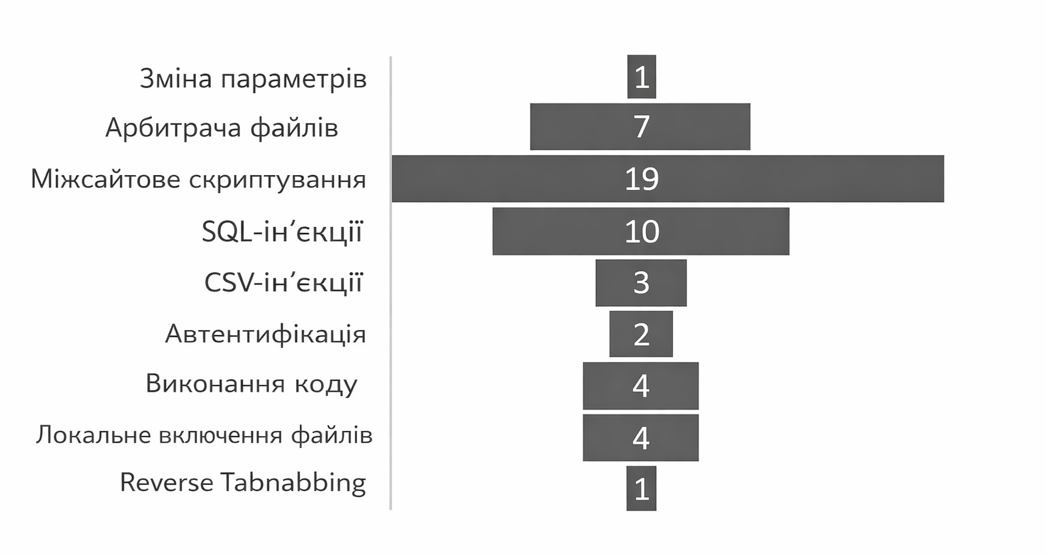 Зміна параметрів 1
Арбитрача файлів 7
Міжсайтове скриптування 19
SQL-ін’єкції 10
CSV-ін’єкції 3
Автентифікація 2
Виконання коду 4
Локальне включення файлів 4
Reverse Tabnabbing 1